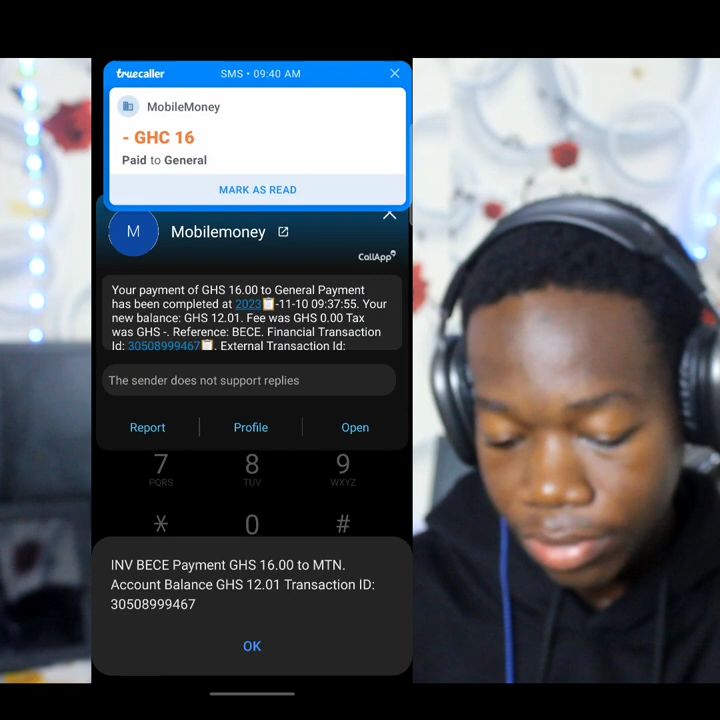 truecaller
SMS • 09:40 AM
MobileMoney
- GHC 16
Paid to General
MARK AS READ
M
Mobilemoney
CallApp
Your payment of GHS 16.00 to General Payment
has been completed at 2023📋-11-10 09:37:55. Your
new balance: GHS 12.01. Fee was GHS 0.00 Tax
was GHS -. Reference: BECE. Financial Transaction
Id: 30508999467📋. External Transaction Id:
The sender does not support replies
Report
Profile
Open
7
8
9
PQRS
TUV
WXYZ
*
0
#
INV BECE Payment GHS 16.00 to MTN.
Account Balance GHS 12.01 Transaction ID:
30508999467
OK